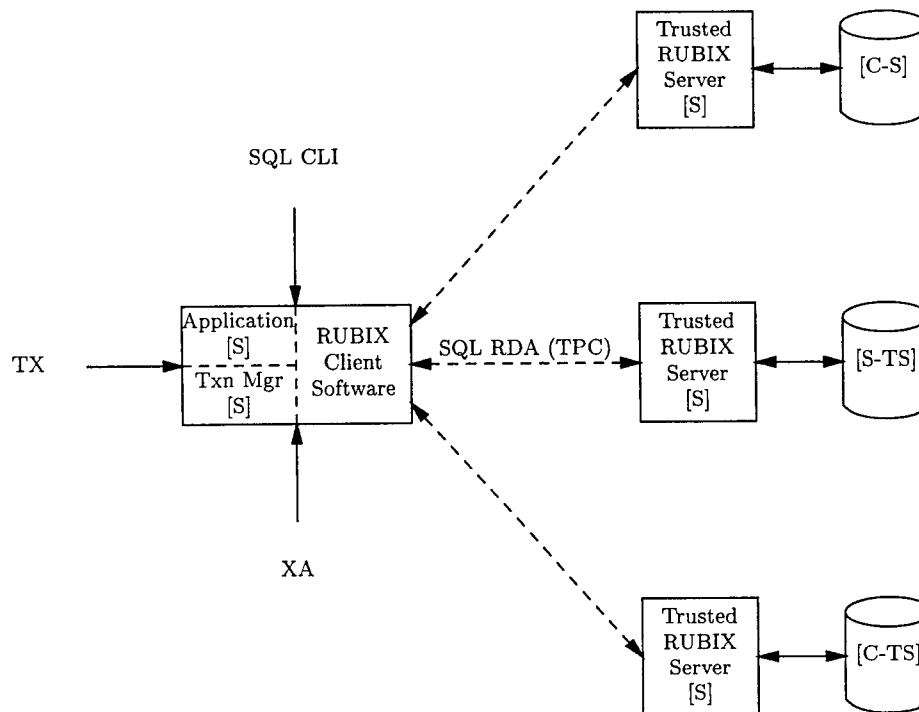 Trusted
RUBIX
Server
[S]
[C-S]
SQL CLI
Application
[S]
Txn Mgr
[S]
RUBIX
Client
Software
TX
SQL RDA (TPC)
Trusted
RUBIX
Server
[S]
[S-TS]
XA
Trusted
RUBIX
Server
[S]
[C-TS]